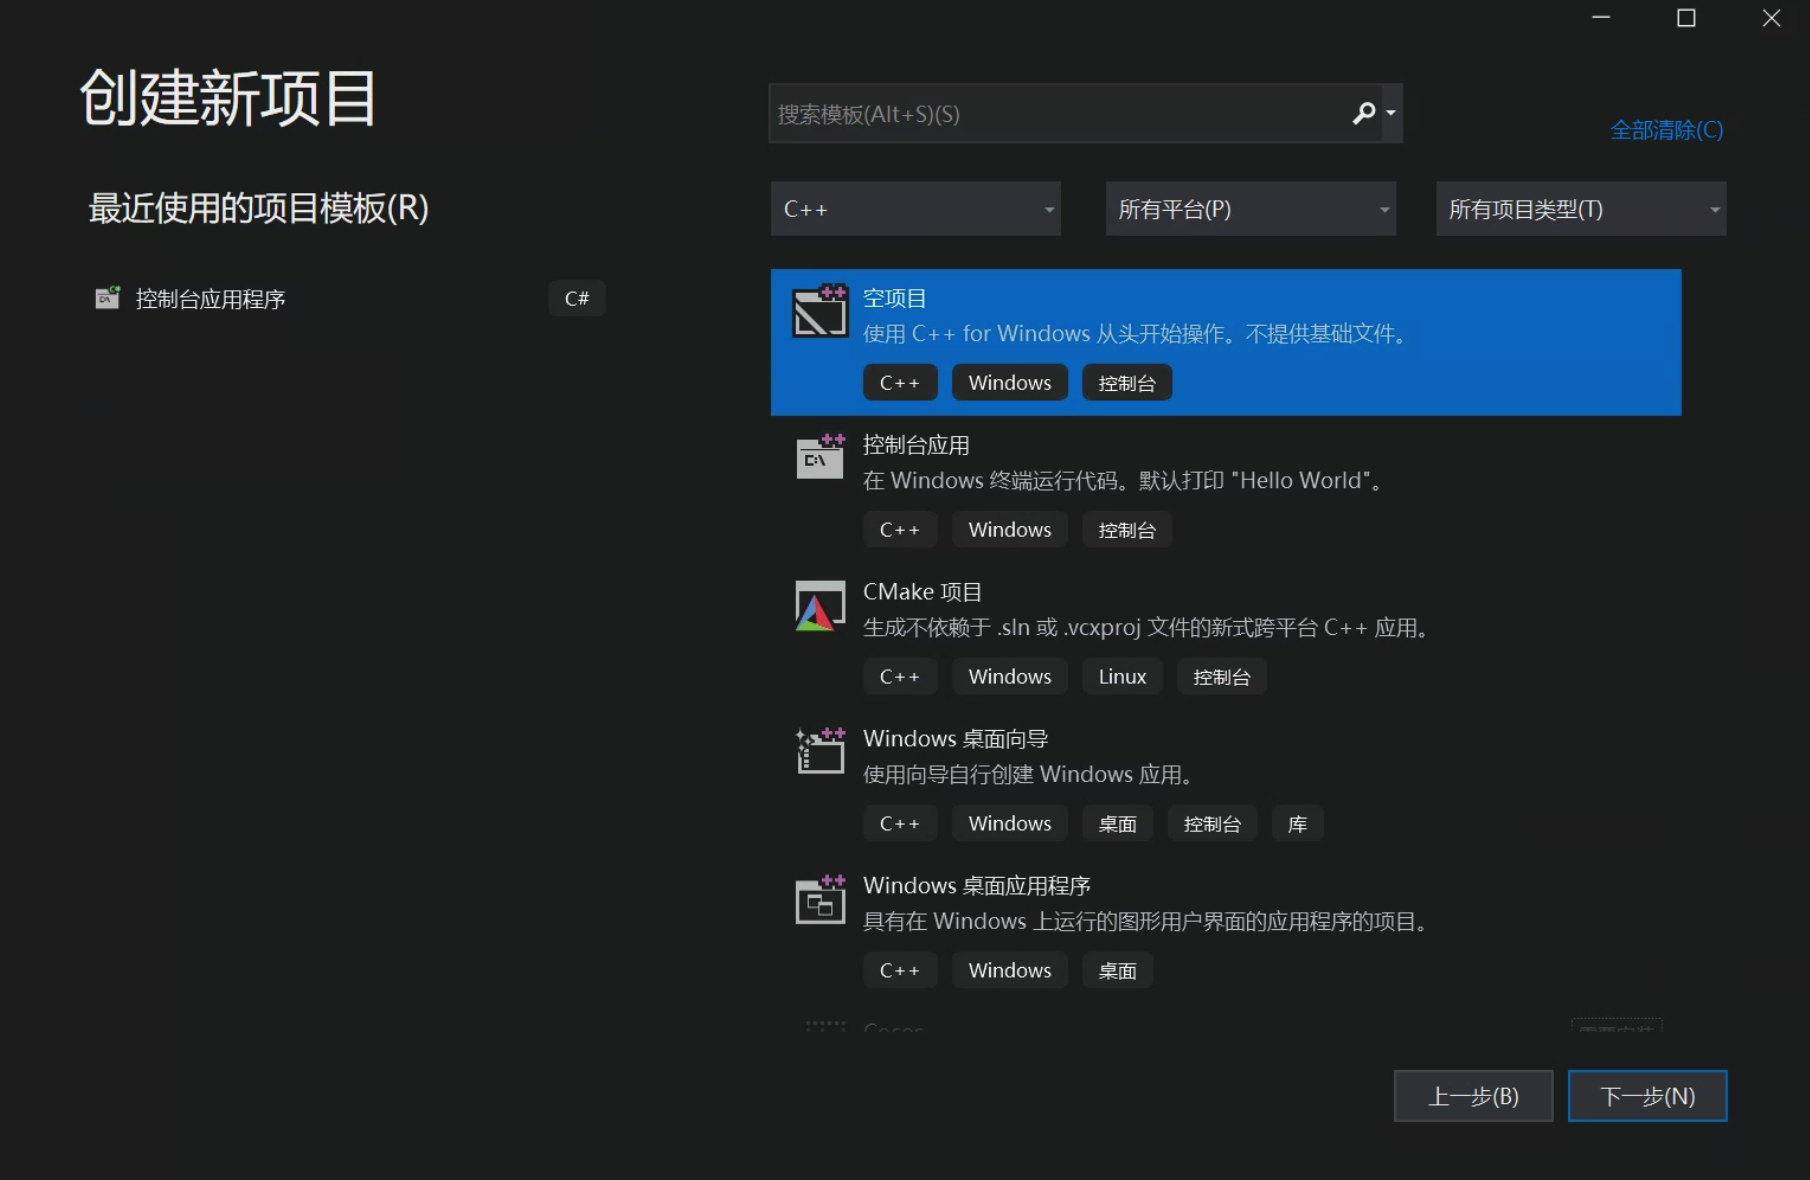 创建新项目
搜索模板(Alt+S)(S)
全部清除(C)
最近使用的项目模板(R)
C++
所有平台(P)
所有项目类型(T)
控制台应用程序
C#
空项目
使用 C++ for Windows 从头开始操作。不提供基础文件。
C++ Windows 控制台
控制台应用
在 Windows 终端运行代码。默认打印 "Hello World"。
C++ Windows 控制台
CMake 项目
生成不依赖于 .sln 或 .vcxproj 文件的新式跨平台 C++ 应用。
C++ Windows Linux 控制台
Windows 桌面向导
使用向导自行创建 Windows 应用。
C++ Windows 桌面 控制台 库
Windows 桌面应用程序
具有在 Windows 上运行的图形用户界面的应用程序的项目。
C++ Windows 桌面
上一步(B)
下一步(N)